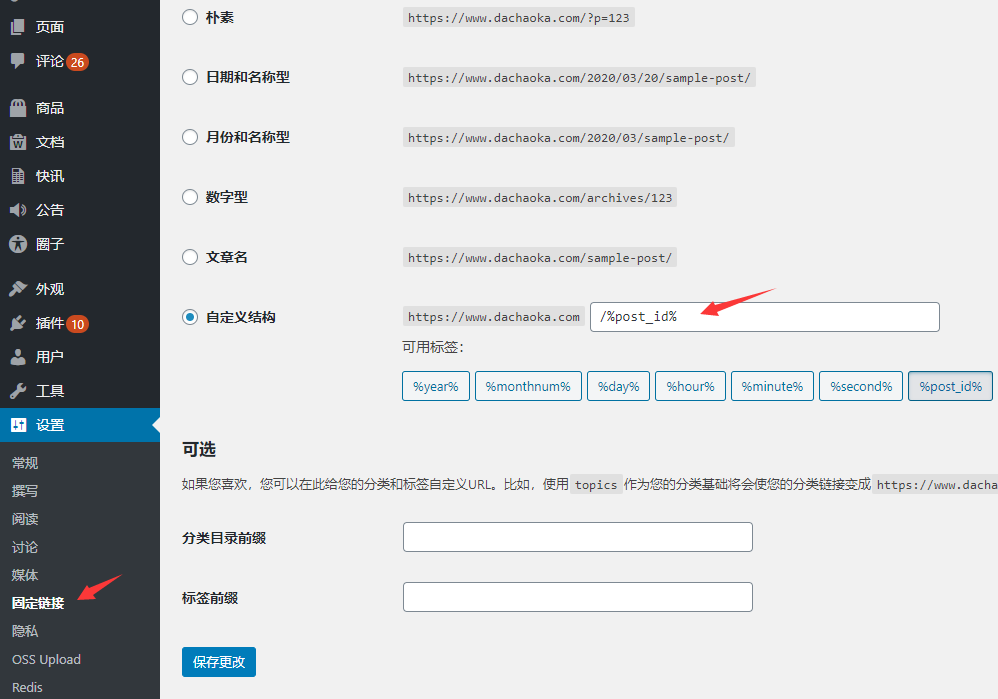 页面
评论 26
商品
文档
快讯
公告
圈子
外观
插件 10
用户
工具
设置
常规
撰写
阅读
讨论
媒体
固定链接
隐私
OSS Upload
Redis
朴素 https://www.dachaoka.com/?p=123
日期和名称型 https://www.dachaoka.com/2020/03/20/sample-post/
月份和名称型 https://www.dachaoka.com/2020/03/sample-post/
数字型 https://www.dachaoka.com/archives/123
文章名 https://www.dachaoka.com/sample-post/
自定义结构 https://www.dachaoka.com /%post_id%
可用标签：
%year% %monthnum% %day% %hour% %minute% %second% %post_id%
可选
如果您喜欢，您可以在此给您的分类和标签自定义URL。比如，使用 topics 作为您的分类基础将会使您的分类链接变成 https://www.dacha
分类目录前缀
标签前缀
保存更改